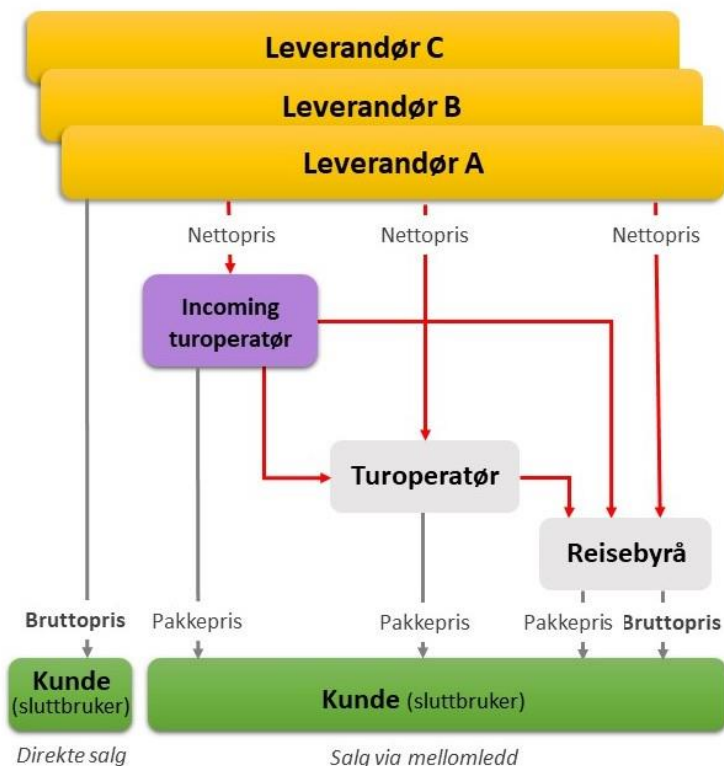 Leverandør C
Leverandør B
Leverandør A
Nettopris
Nettopris
Nettopris
Incoming
turoperatør
Turoperatør
Reisebyrå
Bruttopris
Pakkepris
Pakkepris
Pakkepris
Bruttopris
Kunde
(sluttbruker)
Kunde (sluttbruker)
Direkte salg
Salg via mellomledd